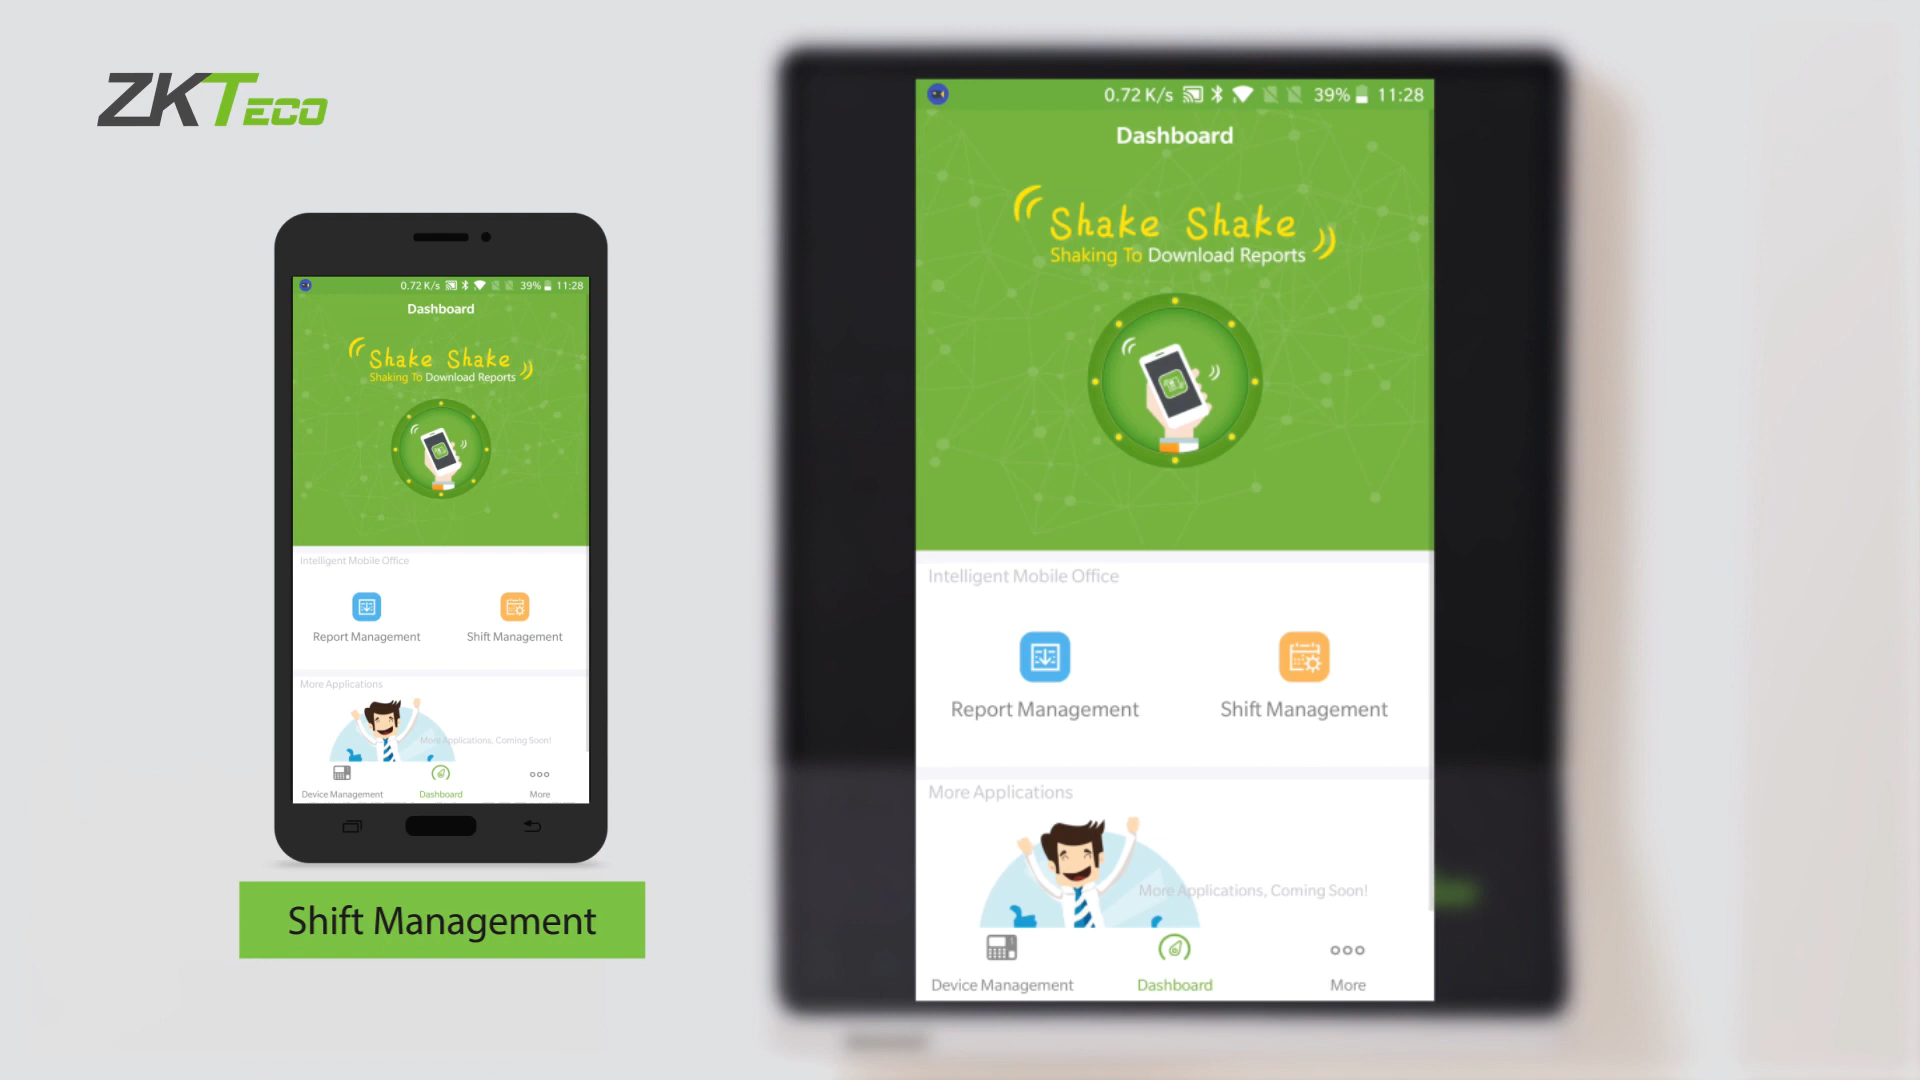 ZKTeco
0.72 K/s 39% 11:28
Dashboard
Shake Shake
Shaking To Download Reports
Intelligent Mobile Office
Report Management
Shift Management
More Applications
More Applications, Coming Soon!
Device Management
Dashboard
More
Shift Management
0.72 K/s 39% 11:28
Dashboard
Shake Shake
Shaking To Download Reports
Intelligent Mobile Office
Report Management
Shift Management
More Applications
More Applications, Coming Soon!
Device Management
Dashboard
More